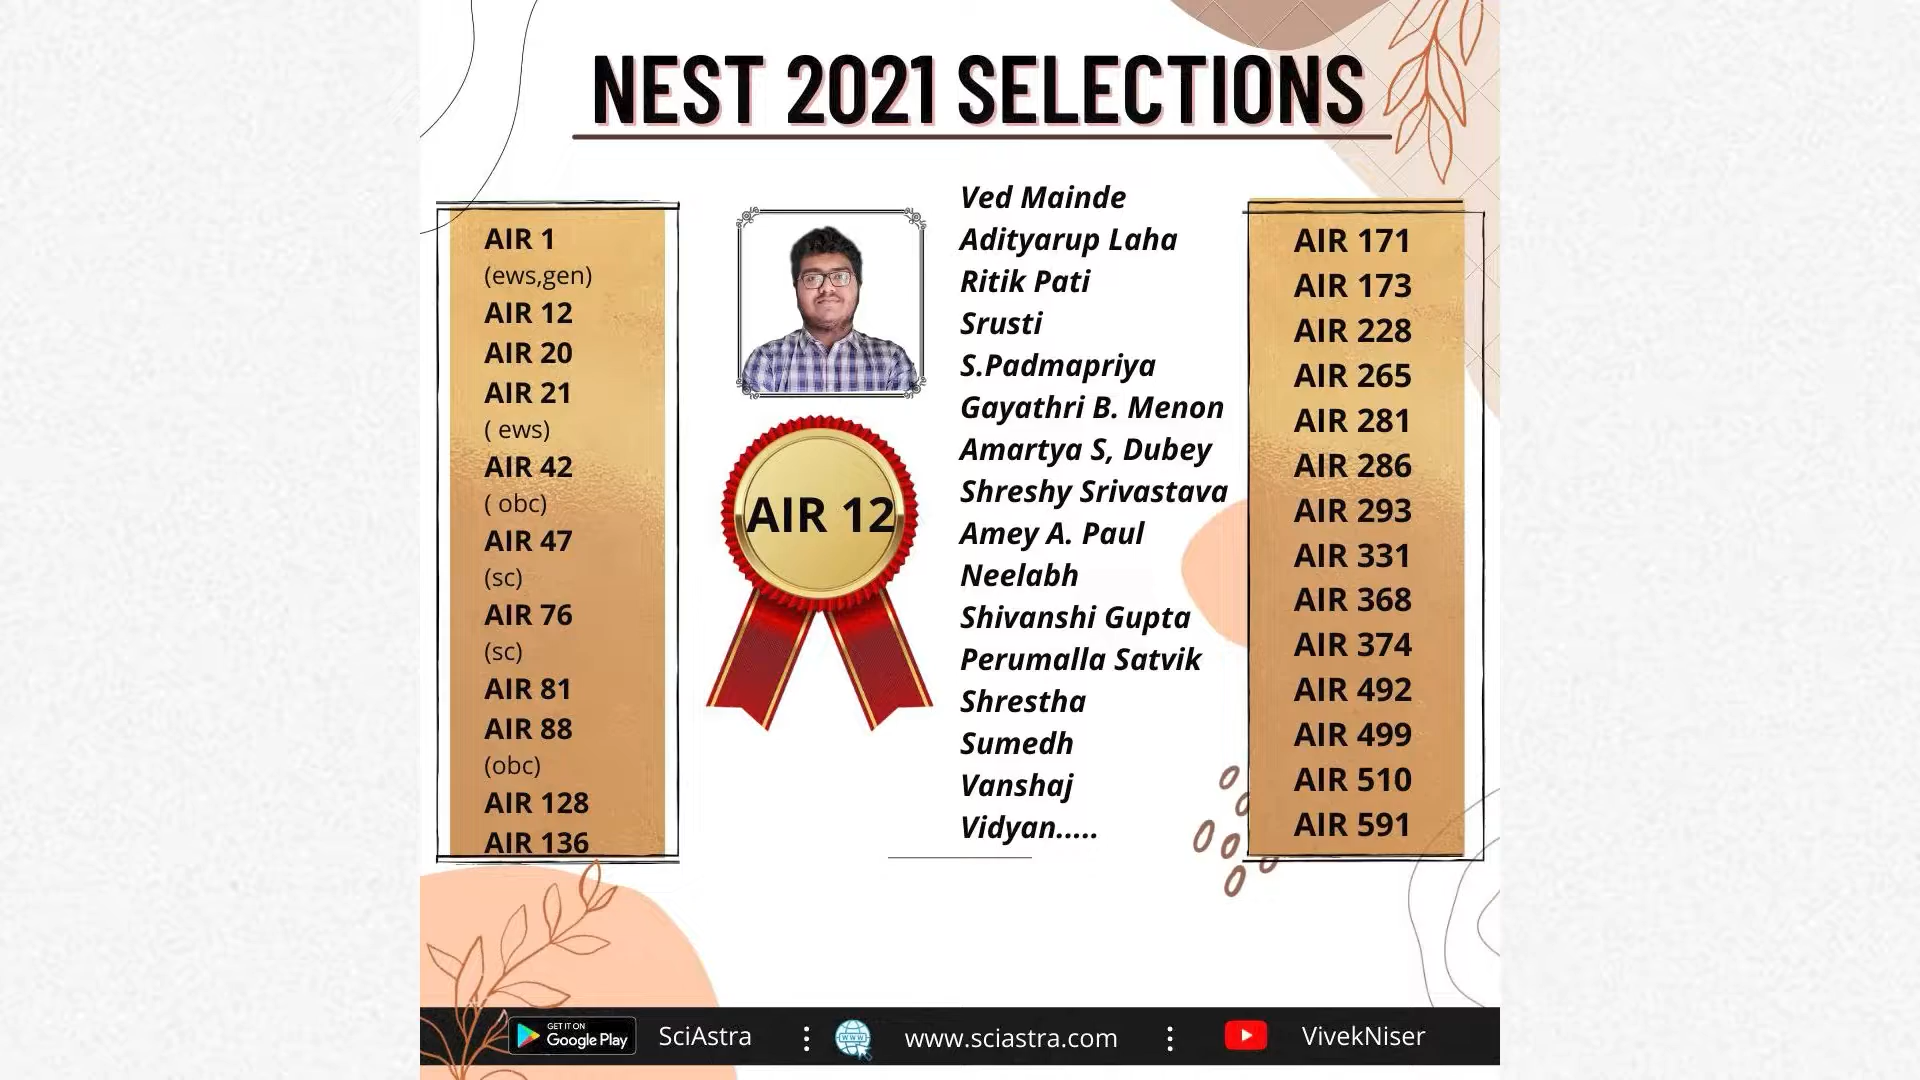 NEST 2021 SELECTIONS
AIR 1
(ews,gen)
AIR 12
AIR 20
AIR 21
( ews)
AIR 42
( obc)
AIR 47
(sc)
AIR 76
(sc)
AIR 81
AIR 88
(obc)
AIR 128
AIR 136
AIR 12
Ved Mainde
Adityarup Laha
Ritik Pati
Srusti
S.Padmapriya
Gayathri B. Menon
Amartya S, Dubey
Shreshy Srivastava
Amey A. Paul
Neelabh
Shivanshi Gupta
Perumalla Satvik
Shrestha
Sumedh
Vanshaj
Vidyan.....
AIR 171
AIR 173
AIR 228
AIR 265
AIR 281
AIR 286
AIR 293
AIR 331
AIR 368
AIR 374
AIR 492
AIR 499
AIR 510
AIR 591
GET IT ON
Google Play
SciAstra
WWW
www.sciastra.com
VivekNiser